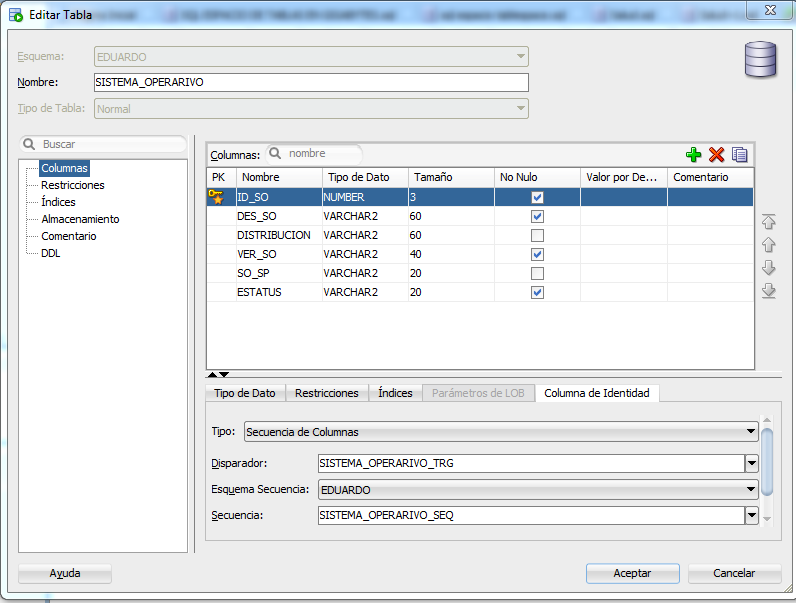 Editar Tabla
Esquema: EDUARDO
Nombre: SISTEMA_OPERARIVO
Tipo de Tabla: Normal
Buscar
Columnas
Restricciones
Índices
Almacenamiento
Comentario
DDL
Columnas: nombre
PK Nombre Tipo de Dato Tamaño No Nulo Valor por De... Comentario
ID_SO NUMBER 3
DES_SO VARCHAR2 60
DISTRIBUCION VARCHAR2 60
VER_SO VARCHAR2 40
SO_SP VARCHAR2 20
ESTATUS VARCHAR2 20
Tipo de Dato Restricciones Índices Parámetros de LOB Columna de Identidad
Tipo: Secuencia de Columnas
Disparador: SISTEMA_OPERARIVO_TRG
Esquema Secuencia: EDUARDO
Secuencia: SISTEMA_OPERARIVO_SEQ
Ayuda Aceptar Cancelar